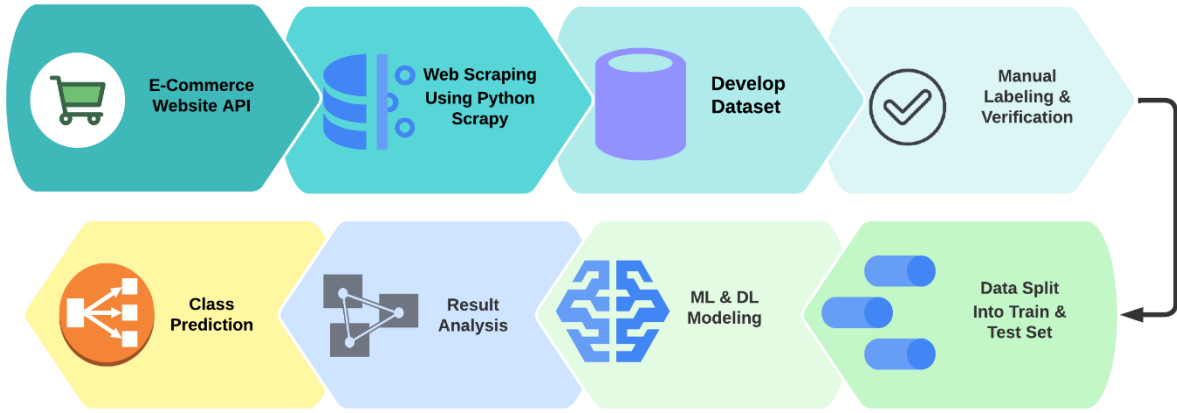 E-Commerce
Website API
Web Scraping
Using Python
Scrapy
Develop
Dataset
Manual
Labeling &
Verification
Data Split
Into Train &
Test Set
ML & DL
Modeling
Result
Analysis
Class
Prediction